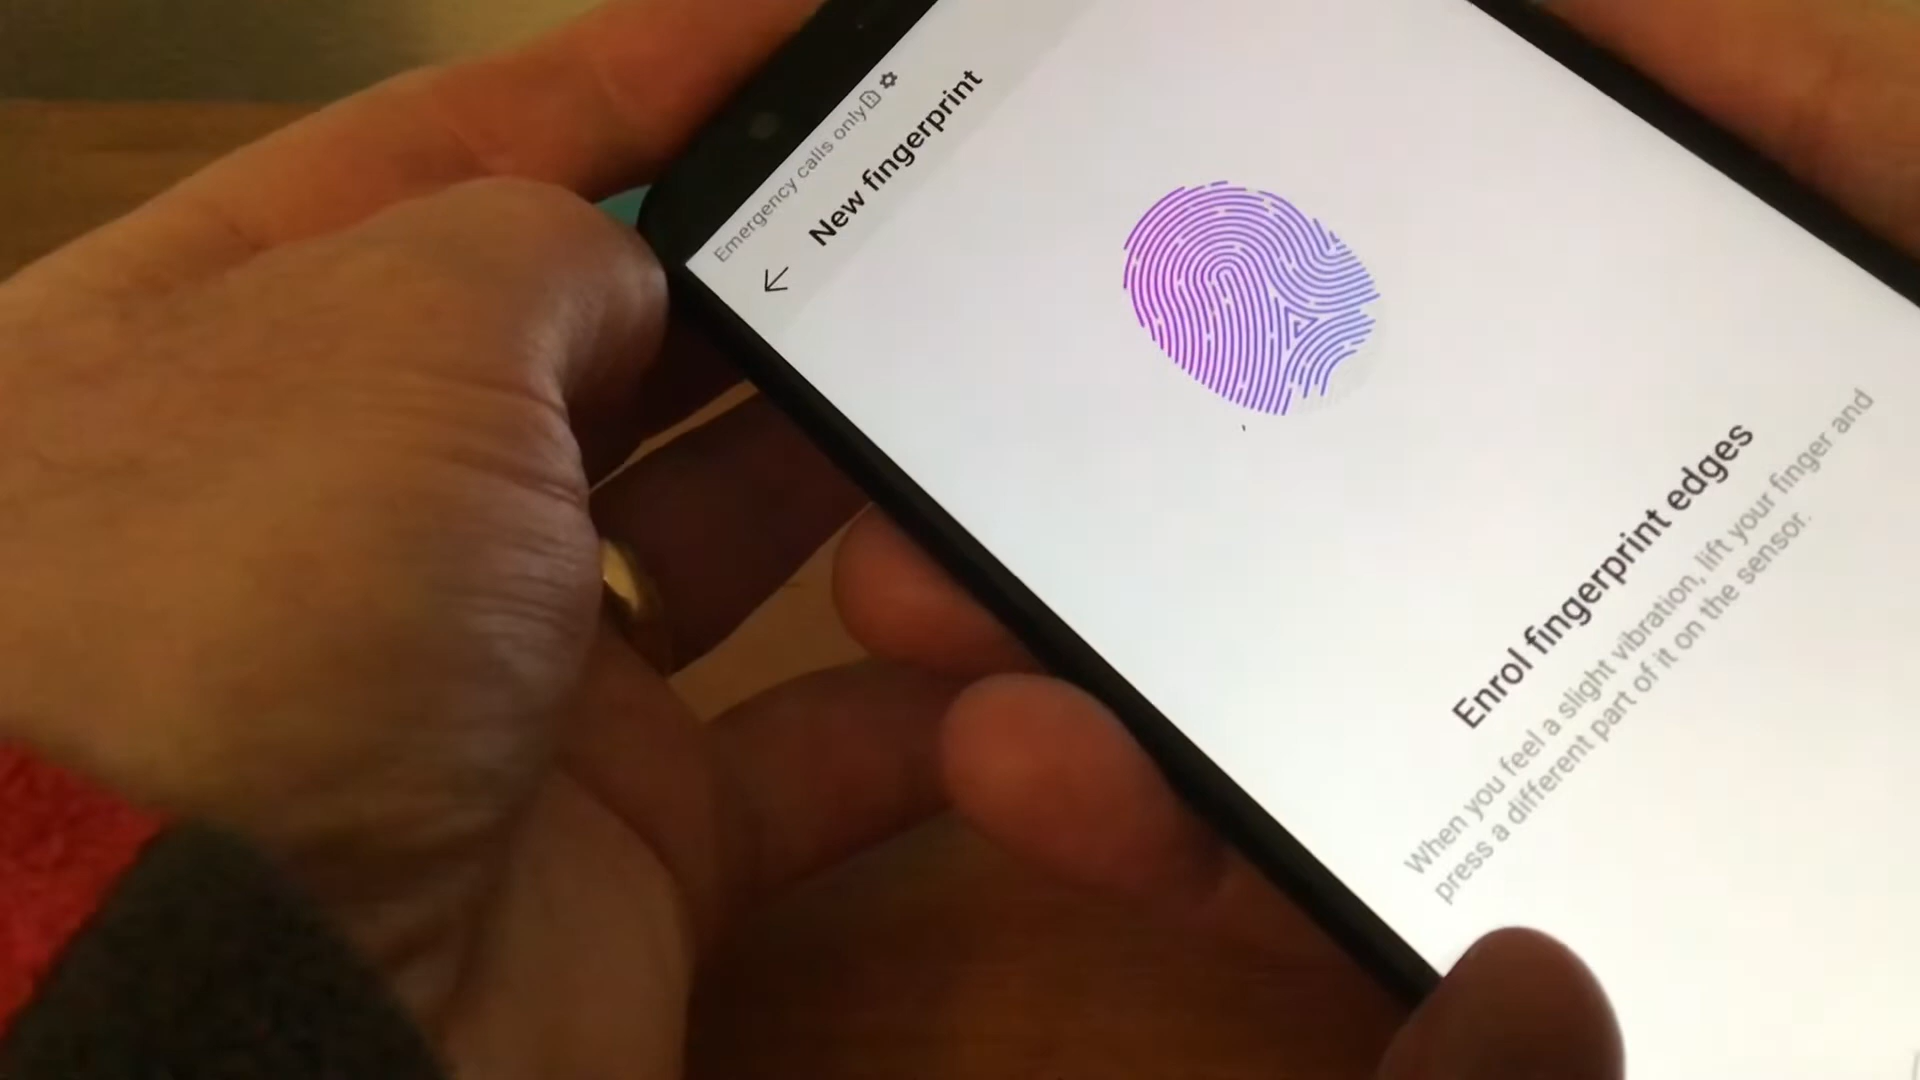 Emergency calls only
New fingerprint
Enrol fingerprint edges
When you feel a slight vibration, lift your finger and
press a different part of it on the sensor.